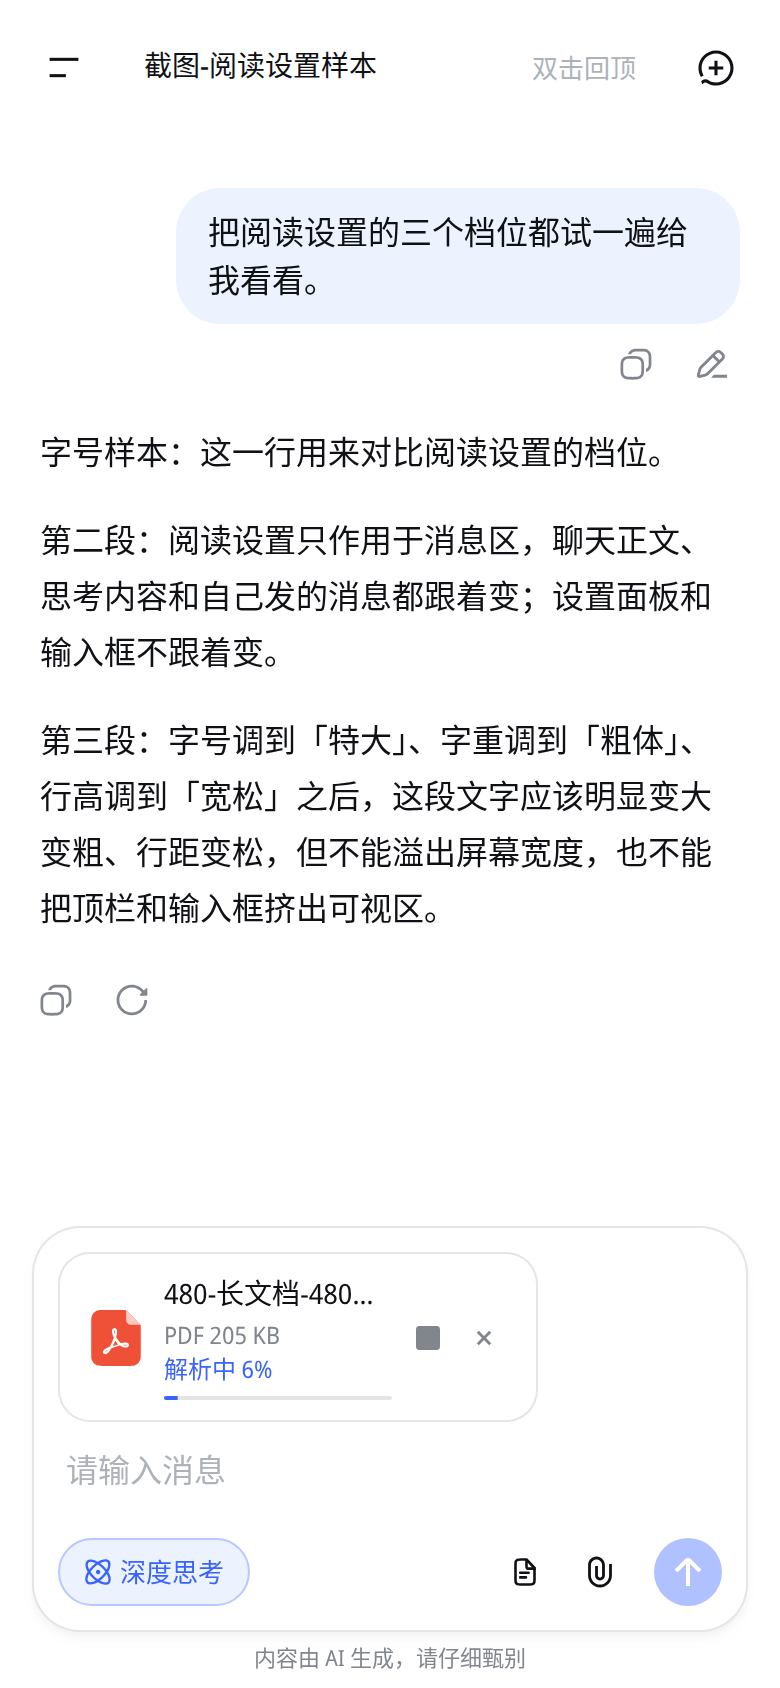 截图-阅读设置样本
双击回顶
把阅读设置的三个档位都试一遍给
我看看。
字号样本：这一行用来对比阅读设置的档位。
第二段：阅读设置只作用于消息区，聊天正文、
思考内容和自己发的消息都跟着变；设置面板和
输入框不跟着变。
第三段：字号调到「特大」、字重调到「粗体」、
行高调到「宽松」之后，这段文字应该明显变大
变粗、行距变松，但不能溢出屏幕宽度，也不能
把顶栏和输入框挤出可视区。
480-长文档-480...
PDF 205 KB
解析中 6%
请输入消息
深度思考
内容由 AI 生成，请仔细甄别